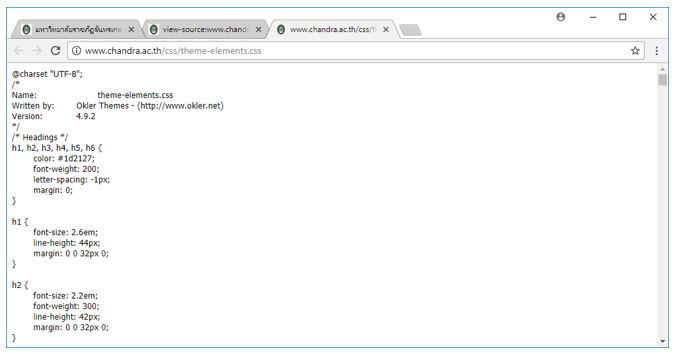 มหาวิทยาลัยราชภัฏจันทรเกษ
view-source:www.chandr
www.chandra.ac.th/css/th
www.chandra.ac.th/css/theme-elements.css
@charset "UTF-8";
/*
Name: theme-elements.css
Written by: Okler Themes - (http://www.okler.net)
Version: 4.9.2
*/
/* Headings */
h1, h2, h3, h4, h5, h6 {
color: #1d2127;
font-weight: 200;
letter-spacing: -1px;
margin: 0;
}
h1 {
font-size: 2.6em;
line-height: 44px;
margin: 0 0 32px 0;
}
h2 {
font-size: 2.2em;
font-weight: 300;
line-height: 42px;
margin: 0 0 32px 0;
}